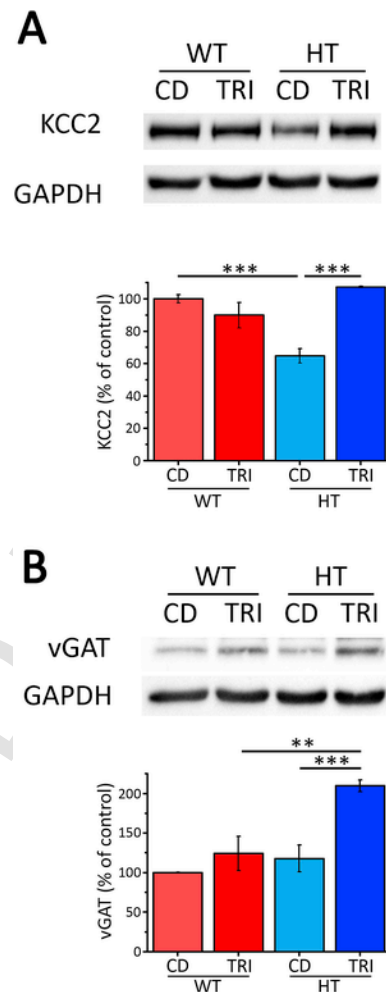 A
WT HT
CD TRI CD TRI
KCC2
GAPDH
*** ***
KCC2 (% of control)
100
80
60
40
20
0
CD TRI CD TRI
WT HT
B
WT HT
CD TRI CD TRI
vGAT
GAPDH
**
***
vGAT (% of control)
200
150
100
50
0
CD TRI CD TRI
WT HT